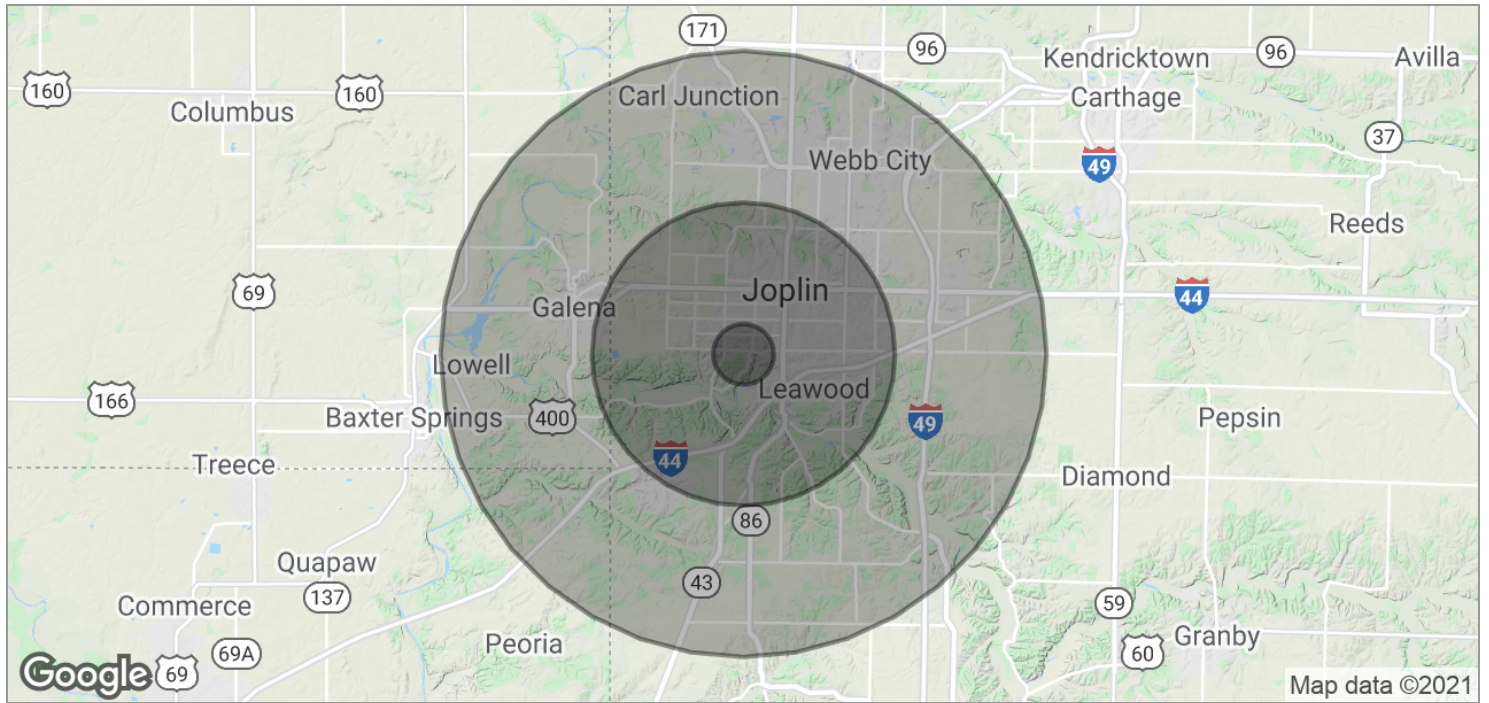 171
96
Kendricktown
96
Avilla
160
160
Carl Junction
Carthage
Columbus
37
Webb City
49
Reeds
69
Joplin
44
Galena
Lowell
Leawood
166
Baxter Springs
400
49
Pepsin
Treece
44
Diamond
86
Quapaw
43
137
Commerce
59
Peoria
Granby
69A
60
Google
69
Map data ©2021